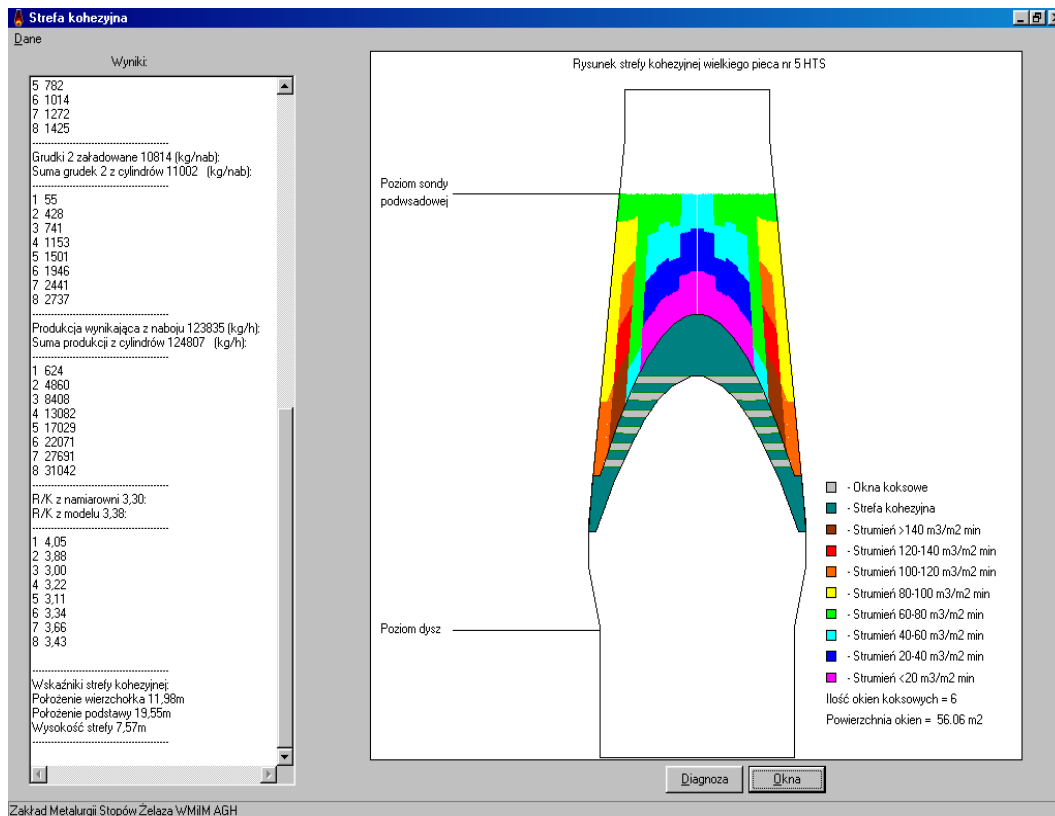 Strefa kohezyjna
Dane
Wyniki:
5 782
6 1014
7 1272
8 1425
------------------------------------------------
Grudki 2 załadowane 10814 (kg/nab):
Suma grudek 2 z cylindrów 11002 (kg/nab):
------------------------------------------------
1 55
2 428
3 741
4 1153
5 1501
6 1946
7 2441
8 2737
------------------------------------------------
Produkcja wynikająca z naboju 123835 (kg/h):
Suma produkcji z cylindrów 124807 (kg/h):
------------------------------------------------
1 624
2 4860
3 8408
4 13082
5 17029
6 22071
7 27691
8 31042
------------------------------------------------
R/K z namiarowni 3,30:
R/K z modelu 3,38:
------------------------------------------------
1 4,05
2 3,88
3 3,00
4 3,22
5 3,11
6 3,34
7 3,66
8 3,43
------------------------------------------------
Wskaźniki strefy kohezyjnej:
Położenie wierzchołka 11,98m
Położenie podstawy 19,55m
Wysokość strefy 7,57m
------------------------------------------------
Rysunek strefy kohezyjnej wielkiego pieca nr 5 HTS
Poziom sondy
podwsadowej
Poziom dysz
- Okna koksowe
- Strefa kohezyjna
- Strumień >140 m3/m2 min
- Strumień 120-140 m3/m2 min
- Strumień 100-120 m3/m2 min
- Strumień 80-100 m3/m2 min
- Strumień 60-80 m3/m2 min
- Strumień 40-60 m3/m2 min
- Strumień 20-40 m3/m2 min
- Strumień <20 m3/m2 min
Ilość okien koksowych = 6
Powierzchnia okien = 56.06 m2
Diagnoza
Okna
Zakład Metalurgii Stopów Żelaza WMiIM AGH